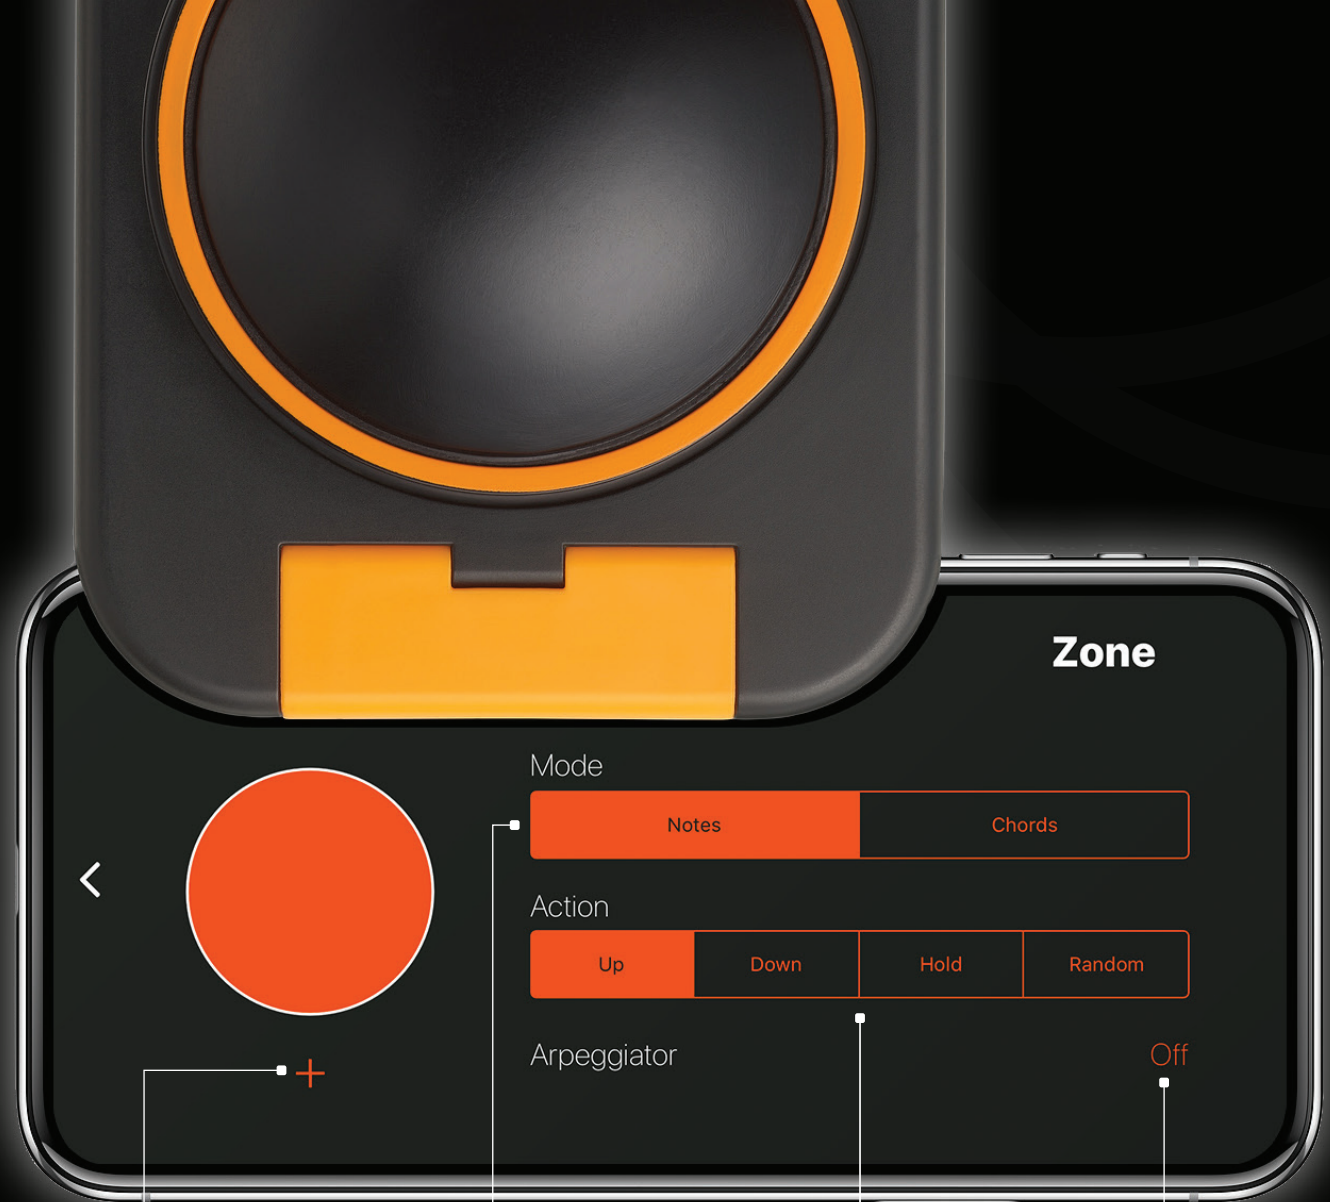 Zone
Mode
Notes Chords
Action
Up Down Hold Random
Arpeggiator Off